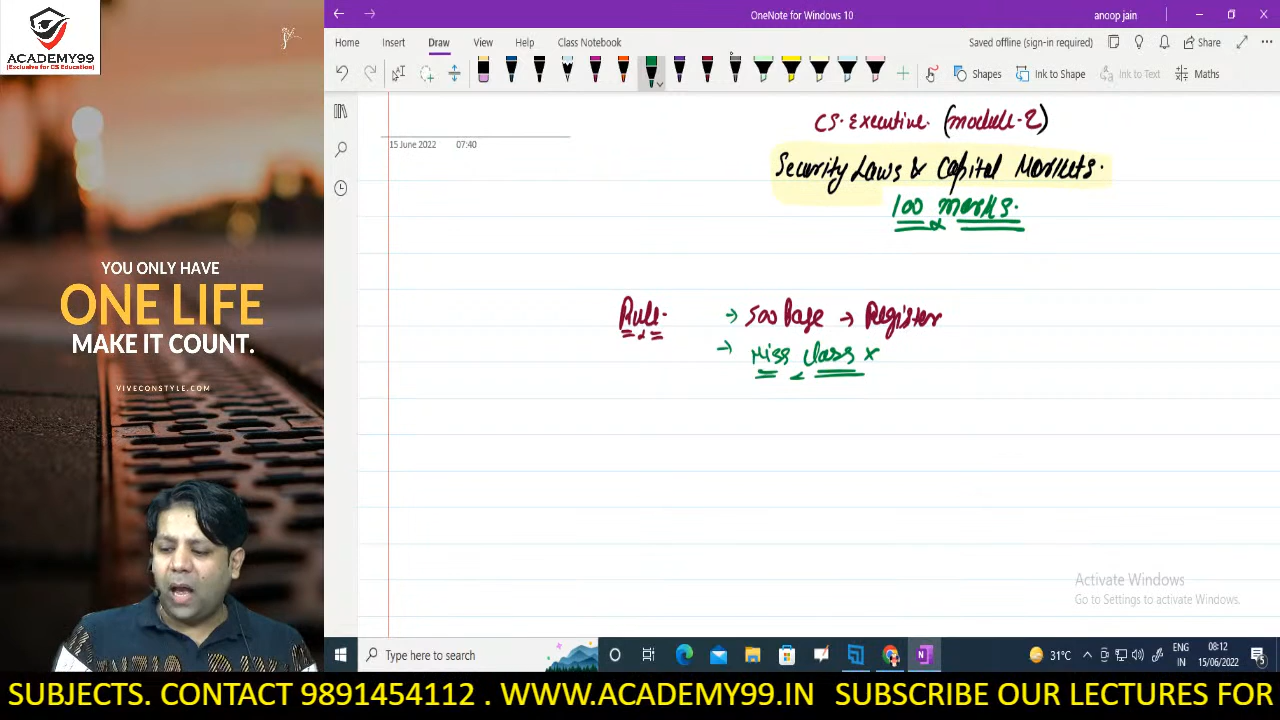 ACADEMY99
(Exclusive for CS Education)
YOU ONLY HAVE
ONE LIFE
MAKE IT COUNT.
VIVECONSTYLE.COM
OneNote for Windows 10
anoop jain
Home Insert Draw View Help Class Notebook
Saved offline (sign-in required)
Share
Shapes Ink to Shape Ink to Text Maths
15 June 2022 07:40
CS-Executive (module-2)
Security Laws & Capital Markets.
100 marks.
Rule. → 500 Page → Register
→ Miss class x
Activate Windows
Go to Settings to activate Windows.
Type here to search
31°C
ENG
IN
08:12
15/06/2022
5
SUBJECTS. CONTACT 9891454112 . WWW.ACADEMY99.IN SUBSCRIBE OUR LECTURES FOR